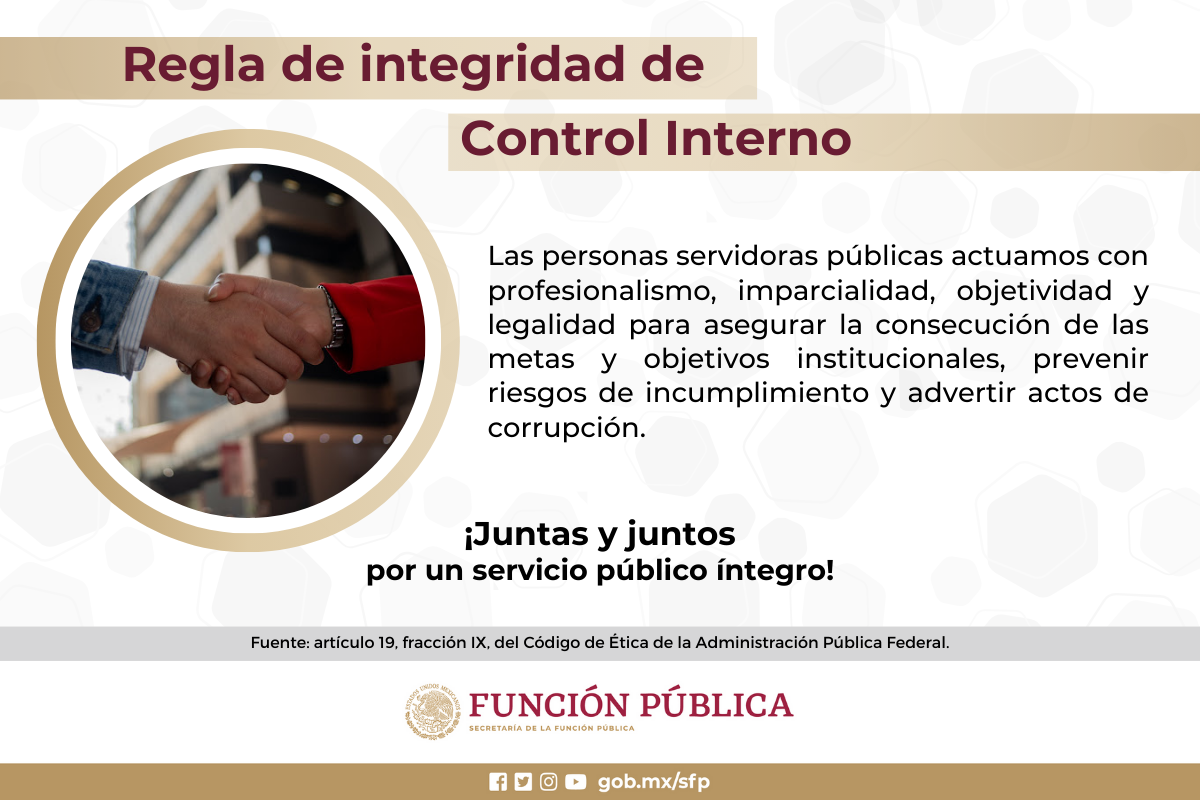 Regla de integridad de
Control Interno
Las personas servidoras públicas actuamos con
profesionalismo, imparcialidad, objetividad y
legalidad para asegurar la consecución de las
metas y objetivos institucionales, prevenir
riesgos de incumplimiento y advertir actos de
corrupción.
¡Juntas y juntos
por un servicio público íntegro!
Fuente: artículo 19, fracción IX, del Código de Ética de la Administración Pública Federal.
ESTADOS UNIDOS MEXICANOS
FUNCIÓN PÚBLICA
SECRETARÍA DE LA FUNCIÓN PÚBLICA
gob.mx/sfp